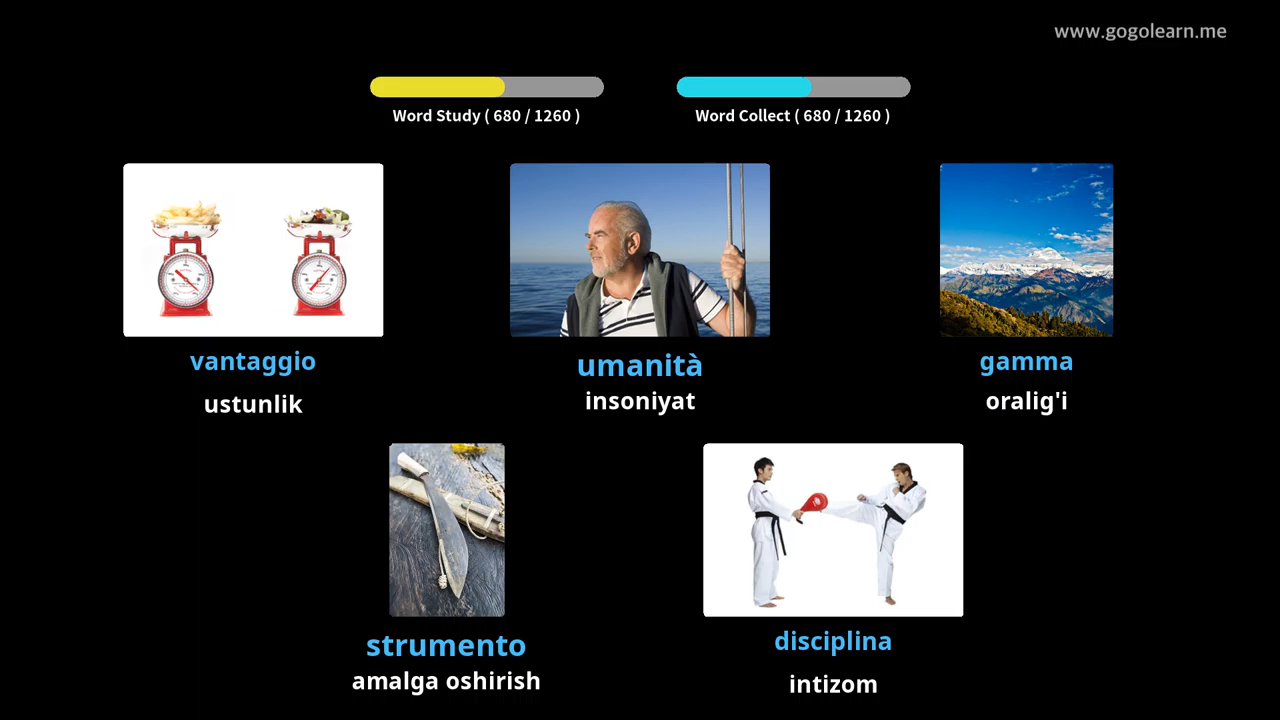 www.gogolearn.me
Word Study ( 680 / 1260 )
Word Collect ( 680 / 1260 )
vantaggio
ustunlik
umanità
insoniyat
gamma
oralig'i
strumento
amalga oshirish
disciplina
intizom